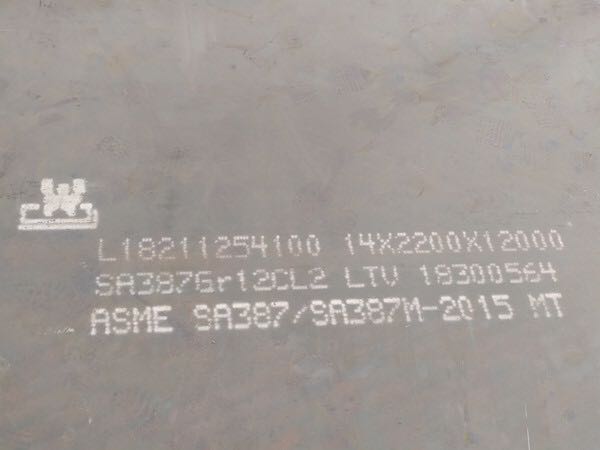 L18211254100 14X2200X12000
SA387Gr12CL2 LTV 18300564
ASME SA387/SA387M-2015 MT